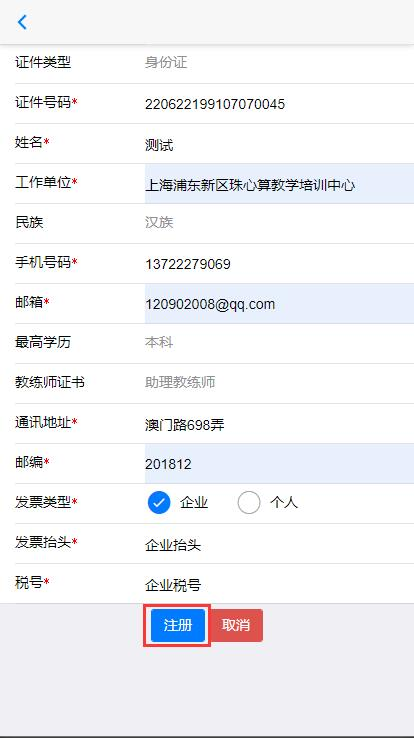 证件类型 身份证
证件号码* 220622199107070045
姓名* 测试
工作单位* 上海浦东新区珠心算教学培训中心
民族 汉族
手机号码* 13722279069
邮箱* 120902008@qq.com
最高学历 本科
教练师证书 助理教练师
通讯地址* 澳门路698弄
邮编* 201812
发票类型* 企业 个人
发票抬头* 企业抬头
税号* 企业税号
注册 取消